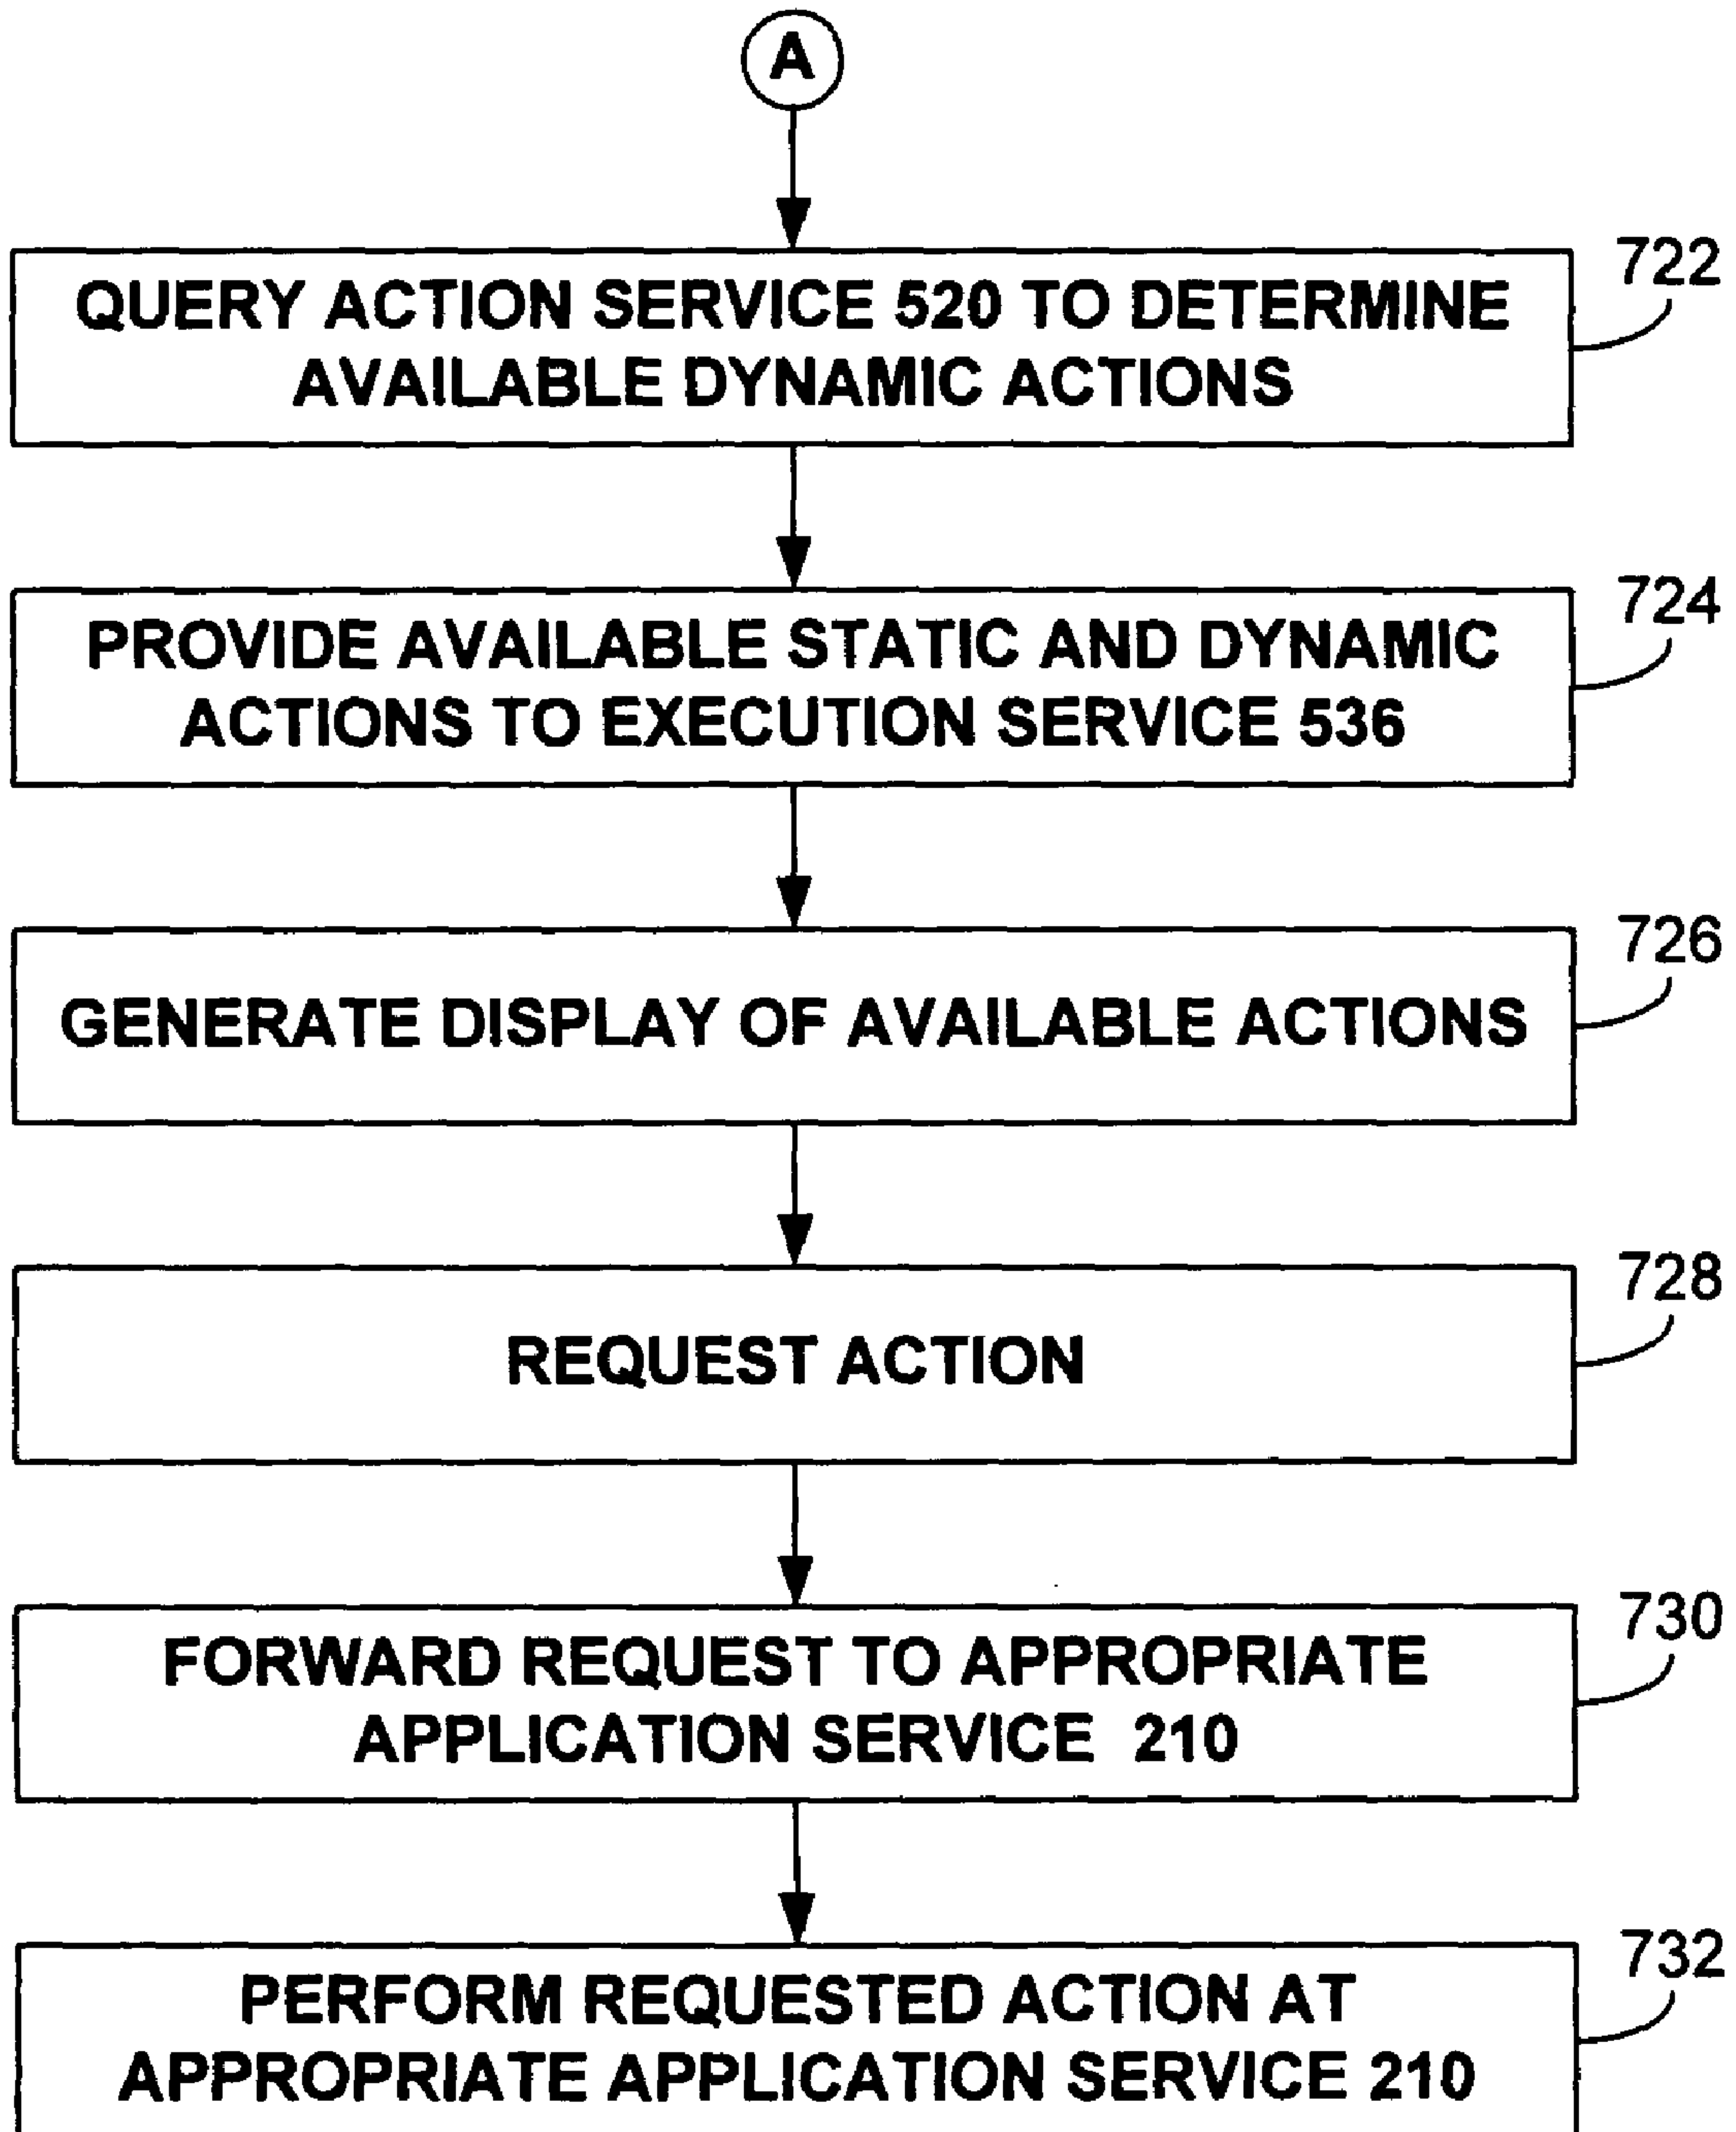 A
722
QUERY ACTION SERVICE 520 TO DETERMINE
AVAILABLE DYNAMIC ACTIONS
724
PROVIDE AVAILABLE STATIC AND DYNAMIC
ACTIONS TO EXECUTION SERVICE 536
726
GENERATE DISPLAY OF AVAILABLE ACTIONS
728
REQUEST ACTION
730
FORWARD REQUEST TO APPROPRIATE
APPLICATION SERVICE 210
732
PERFORM REQUESTED ACTION AT
APPROPRIATE APPLICATION SERVICE 210